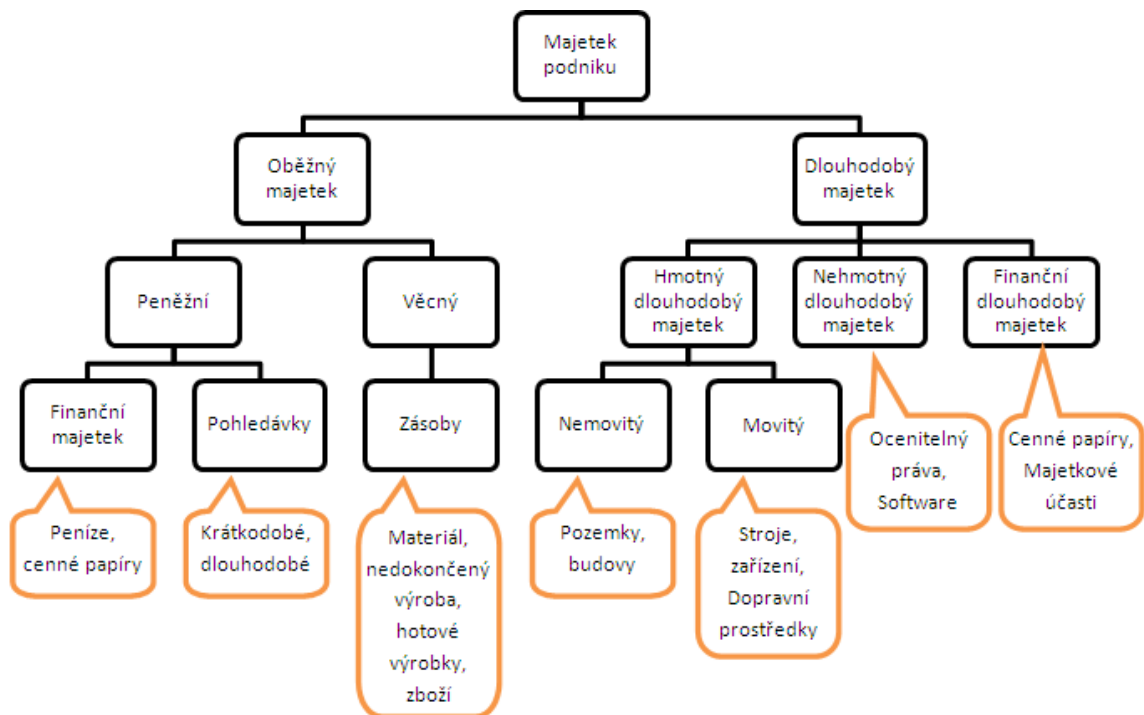 Majetek
podniku
Oběžný
majetek
Dlouhodobý
majetek
Peněžní
Věcný
Hmotný
dlouhodobý
majetek
Nehmotný
dlouhodobý
majetek
Finanční
dlouhodobý
majetek
Finanční
majetek
Pohledávky
Zásoby
Nemovitý
Movitý
Ocenitelný
práva,
Software
Cenné papíry,
Majetkové
účasti
Peníze,
cenné papíry
Krátkodobé,
dlouhodobé
Materiál,
nedokončený
výroba,
hotové
výrobky,
zboží
Pozemky,
budovy
Stroje,
zařízení,
Dopravní
prostředky